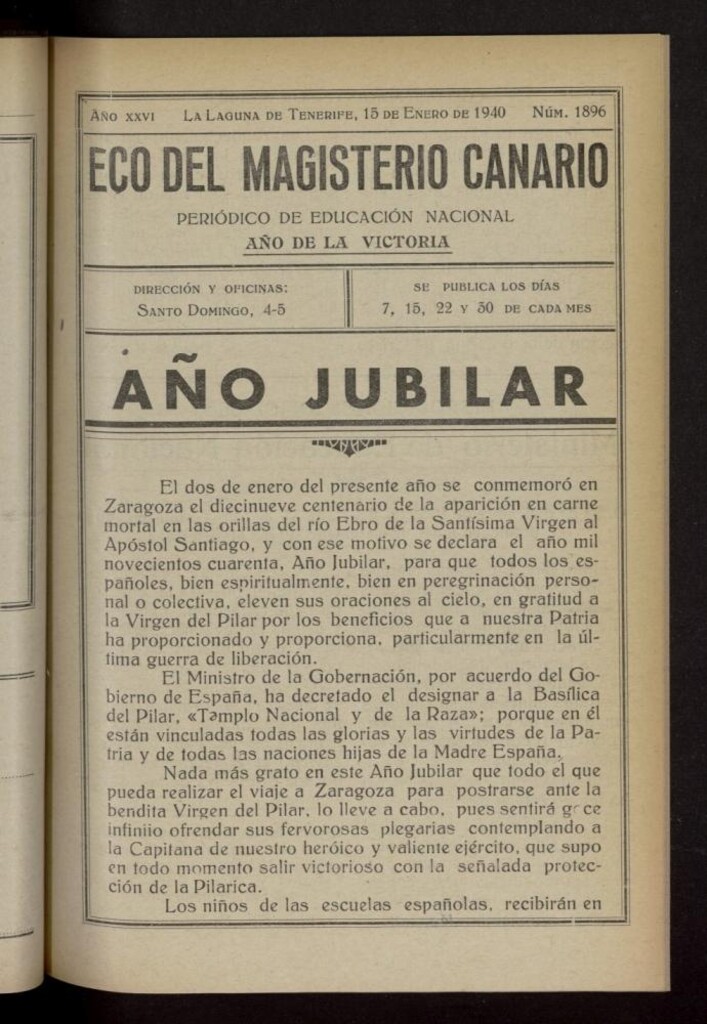 AÑO XXVI LA LAGUNA DE TENERIFE, 15 DE ENERO DE 1940 NÚM. 1896
ECO DEL MAGISTERIO CANARIO
PERIÓDICO DE EDUCACIÓN NACIONAL
AÑO DE LA VICTORIA
DIRECCIÓN Y OFICINAS:
SANTO DOMINGO, 4-5
SE PUBLICA LOS DÍAS
7, 15, 22 Y 30 DE CADA MES
AÑO JUBILAR
El dos de enero del presente año se conmemoró en
Zaragoza el diecinueve centenario de la aparición en carne
mortal en las orillas del río Ebro de la Santísima Virgen al
Apóstol Santiago, y con ese motivo se declara el año mil
novecientos cuarenta, Año Jubilar, para que todos los es-
pañoles, bien espiritualmente, bien en peregrinación perso-
nal o colectiva, eleven sus oraciones al cielo, en gratitud a
la Virgen del Pilar por los beneficios que a nuestra Patria
ha proporcionado y proporciona, particularmente en la úl-
tima guerra de liberación.
El Ministro de la Gobernación, por acuerdo del Go-
bierno de España, ha decretado el designar a la Basílica
del Pilar, «Templo Nacional y de la Raza»; porque en él
están vinculadas todas las glorias y las virtudes de la Pa-
tria y de todas las naciones hijas de la Madre España.
Nada más grato en este Año Jubilar que todo el que
pueda realizar el viaje a Zaragoza para postrarse ante la
bendita Virgen del Pilar, lo lleve a cabo, pues sentirá goce
infinito ofrendar sus fervorosas plegarias contemplando a
la Capitana de nuestro heróico y valiente ejército, que supo
en todo momento salir victorioso con la señalada protec-
ción de la Pilarica.
Los niños de las escuelas españolas, recibirán en